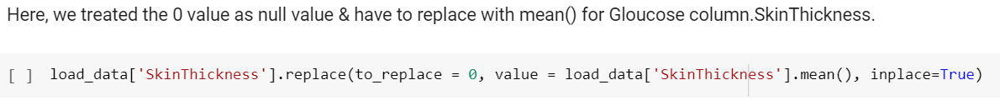 Here, we treated the 0 value as null value & have to replace with mean() for Gloucose column.SkinThickness.
[ ] load_data['SkinThickness'].replace(to_replace = 0, value = load_data['SkinThickness'].mean(), inplace=True)